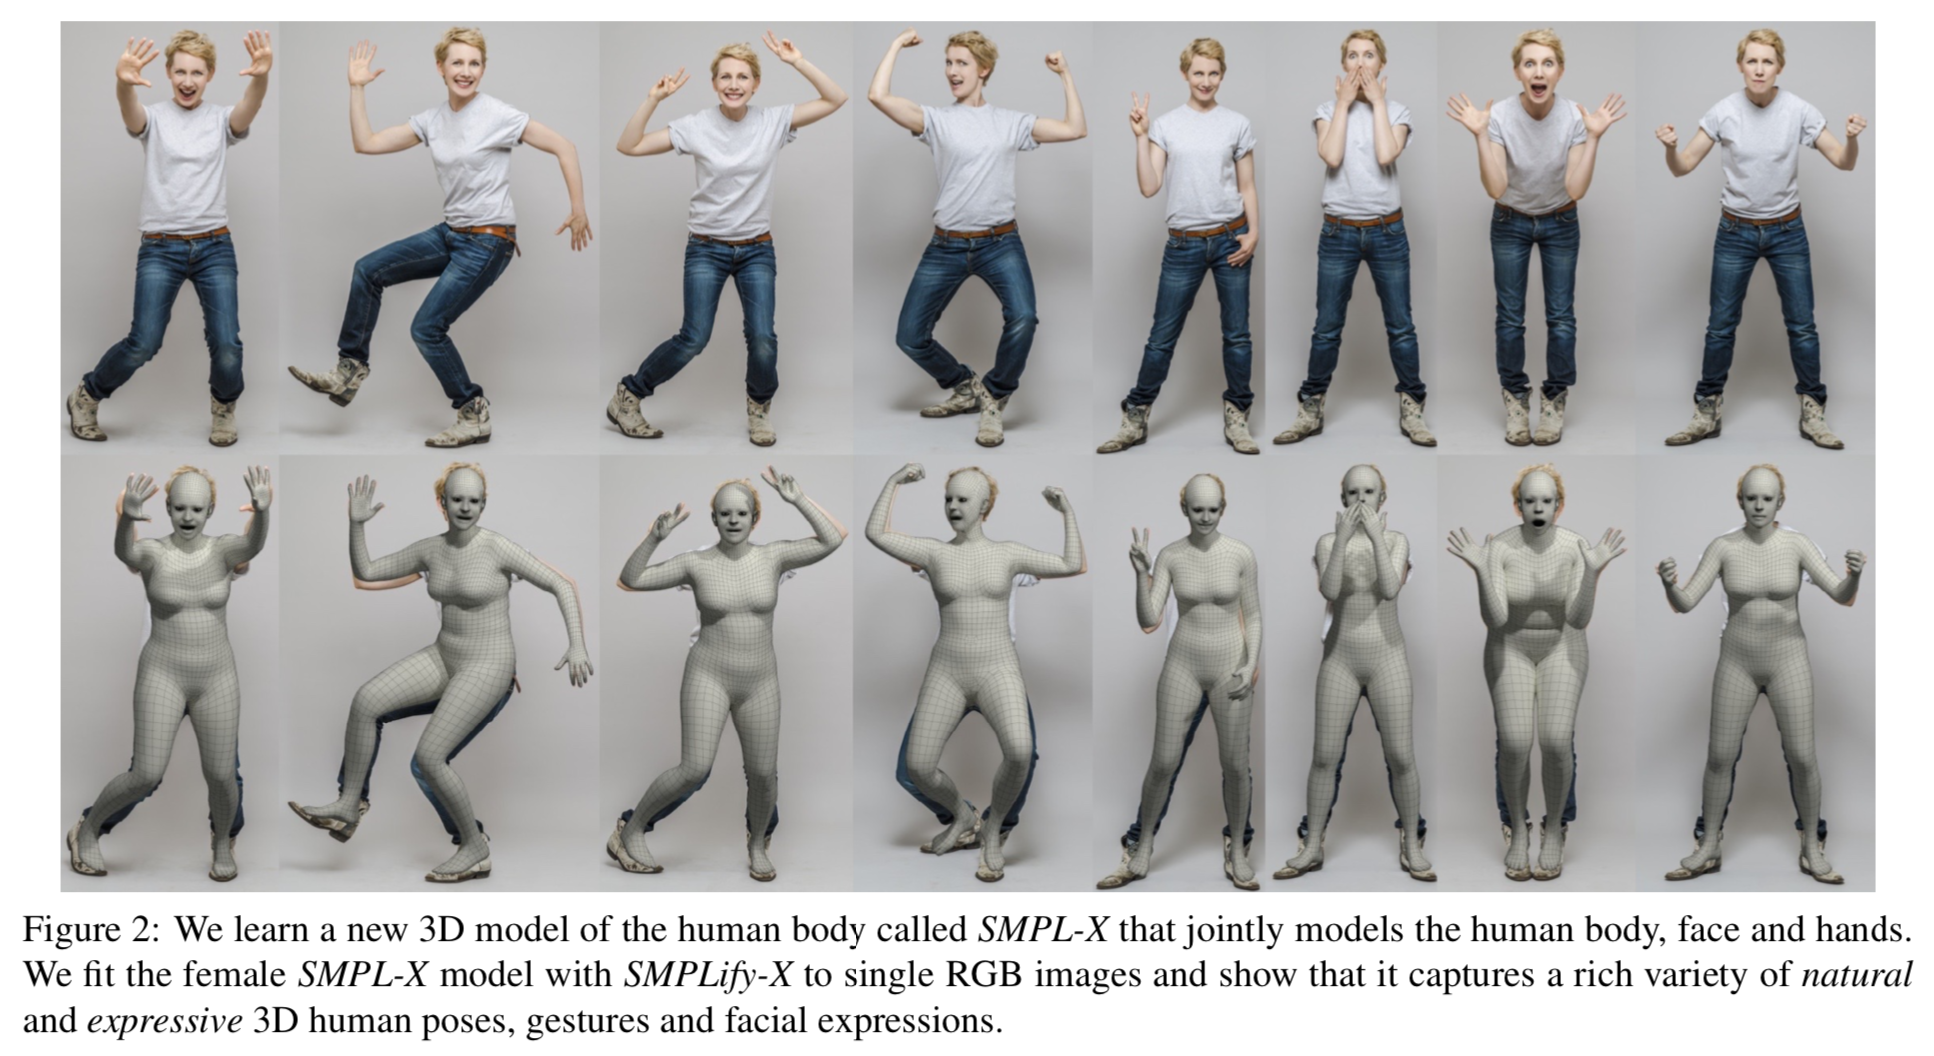 Figure 2: We learn a new 3D model of the human body called SMPL-X that jointly models the human body, face and hands.
We fit the female SMPL-X model with SMPLify-X to single RGB images and show that it captures a rich variety of natural
and expressive 3D human poses, gestures and facial expressions.